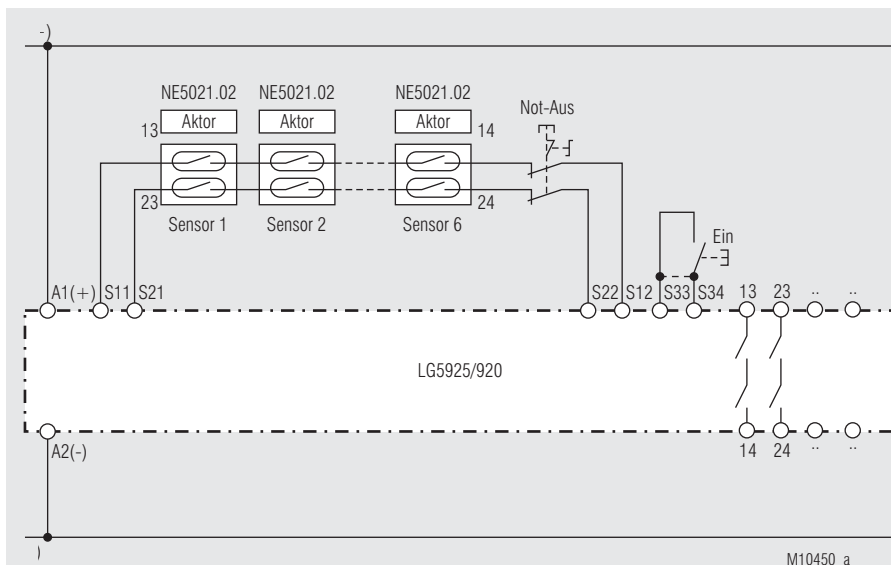 -)
NE5021.02 NE5021.02 NE5021.02
Not-Aus
13 Aktor Aktor Aktor 14
23 24
Sensor 1 Sensor 2 Sensor 6
Ein
A1(+) S11 S21 S22 S12 S33 S34 13 23 .. ..
LG5925/920
A2(-) 14 24 .. ..
)
M10450_a